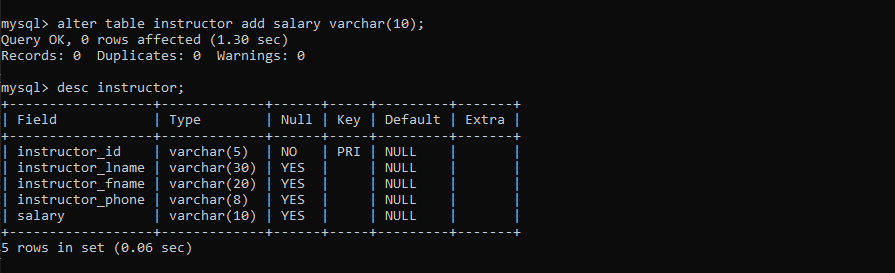 mysql> alter table instructor add salary varchar(10);
Query OK, 0 rows affected (1.30 sec)
Records: 0  Duplicates: 0  Warnings: 0

mysql> desc instructor;
+------------------+-------------+------+-----+---------+-------+
| Field            | Type        | Null | Key | Default | Extra |
+------------------+-------------+------+-----+---------+-------+
| instructor_id    | varchar(5)  | NO   | PRI | NULL    |       |
| instructor_lname | varchar(30) | YES  |     | NULL    |       |
| instructor_fname | varchar(20) | YES  |     | NULL    |       |
| instructor_phone | varchar(8)  | YES  |     | NULL    |       |
| salary           | varchar(10) | YES  |     | NULL    |       |
+------------------+-------------+------+-----+---------+-------+
5 rows in set (0.06 sec)